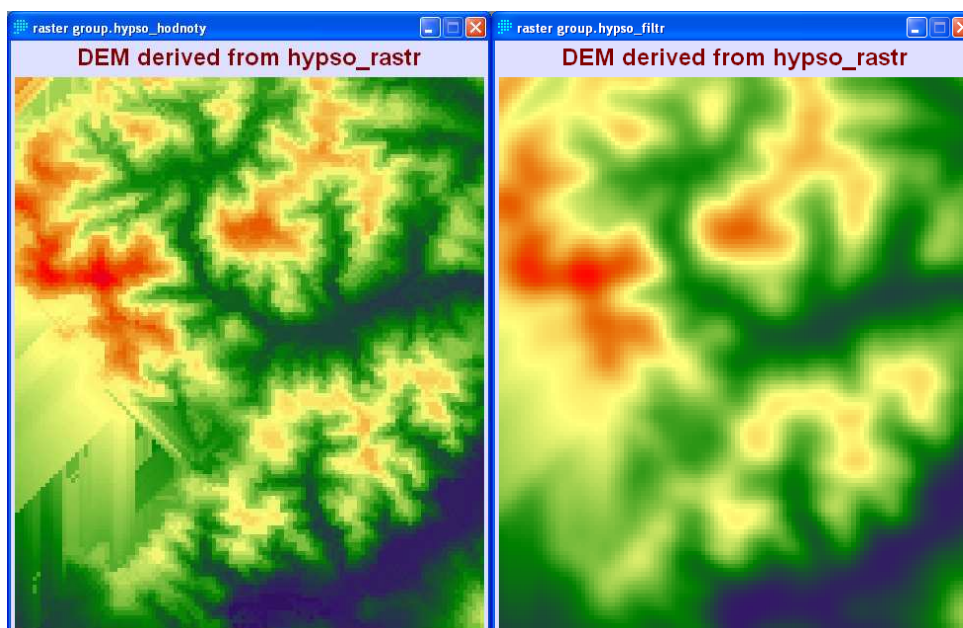 raster group.hypso_hodnoty
DEM derived from hypso_rastr
raster group.hypso_filtr
DEM derived from hypso_rastr